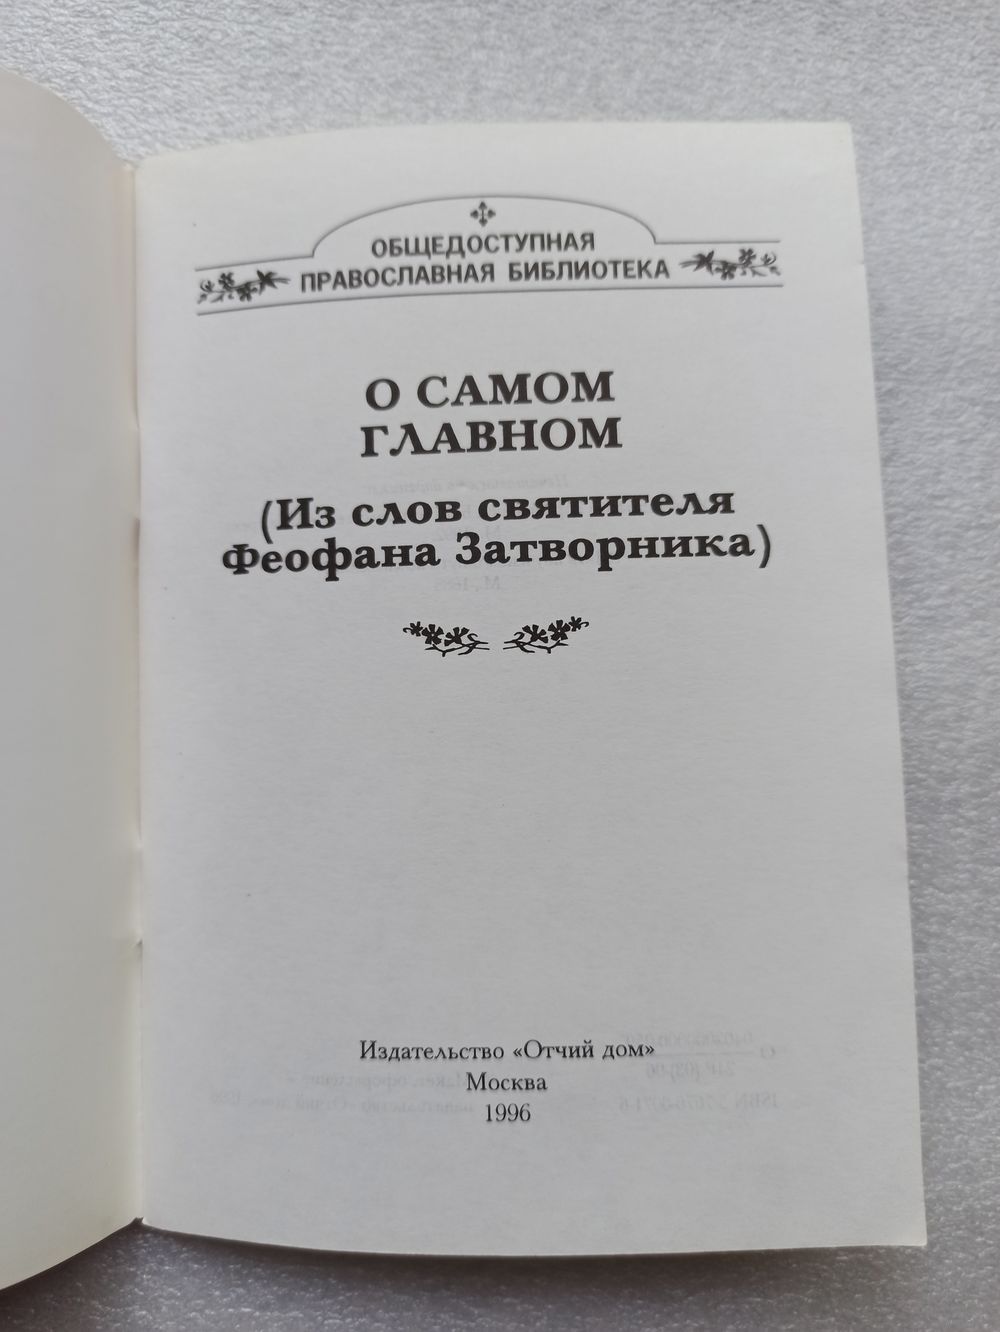 ОБЩЕДОСТУПНАЯ
ПРАВОСЛАВНАЯ БИБЛИОТЕКА
О САМОМ
ГЛАВНОМ
(Из слов святителя
Феофана Затворника)
Издательство «Отчий дом»
Москва
1996